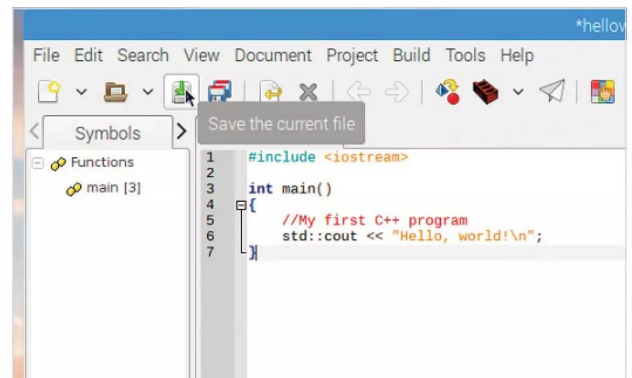 *hellow
File Edit Search View Document Project Build Tools Help
Save the current file
Symbols
Functions
main [3]
1 #include <iostream>
2
3 int main()
4 {
5 //My first C++ program
6 std::cout << "Hello, world!\n";
7 }